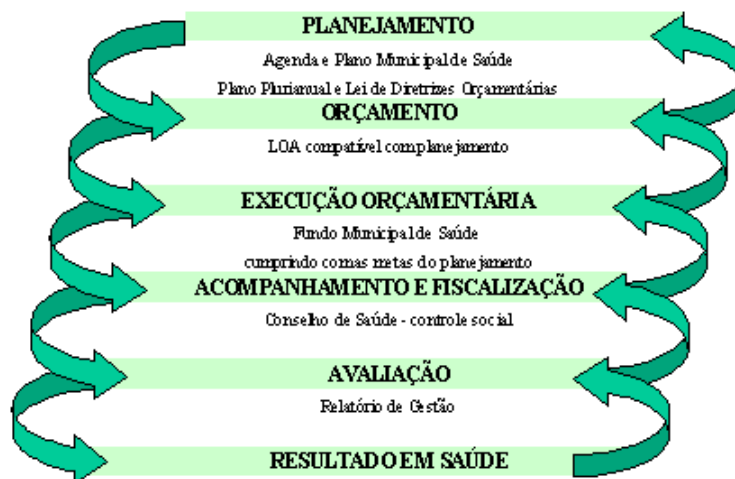 PLANEJAMENTO
Agenda e Plano Municipal de Saúde
Plano Plurianual e Lei de Diretrizes Orçamentárias
ORÇAMENTO
LOA compatível com planejamento
EXECUÇÃO ORÇAMENTÁRIA
Fundo Municipal de Saúde
cumprindo com as metas do planejamento
ACOMPANHAMENTO E FISCALIZAÇÃO
Conselho de Saúde - controle social
AVALIAÇÃO
Relatório de Gestão
RESULTADO EM SAÚDE